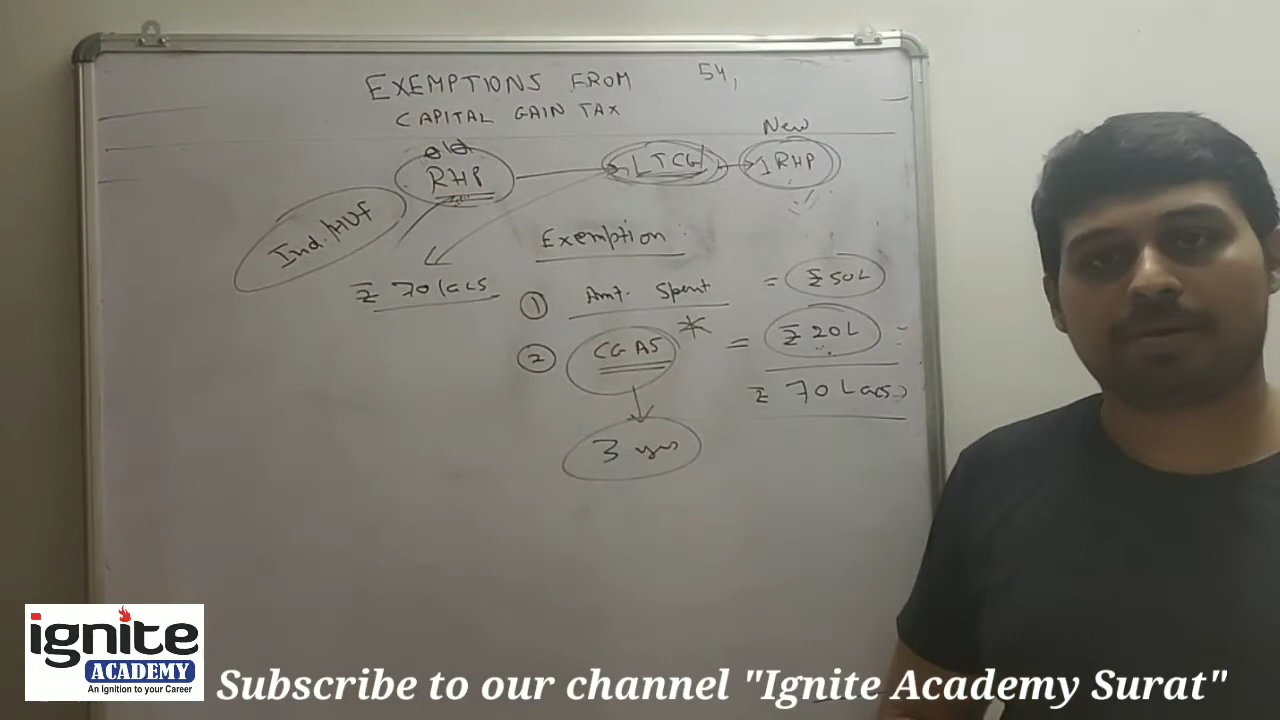 EXEMPTIONS FROM 54,
CAPITAL GAIN TAX
old
New
RHP
LTCG
1 RHP
Ind./HUF
Exemption
₹ 70 lacs
① Amt. Spent = ₹ 50L
② CGAS * = ₹ 20L =
₹ 70 Lacs
3 yrs
ignite
ACADEMY
An Ignition to your Career
Subscribe to our channel "Ignite Academy Surat"